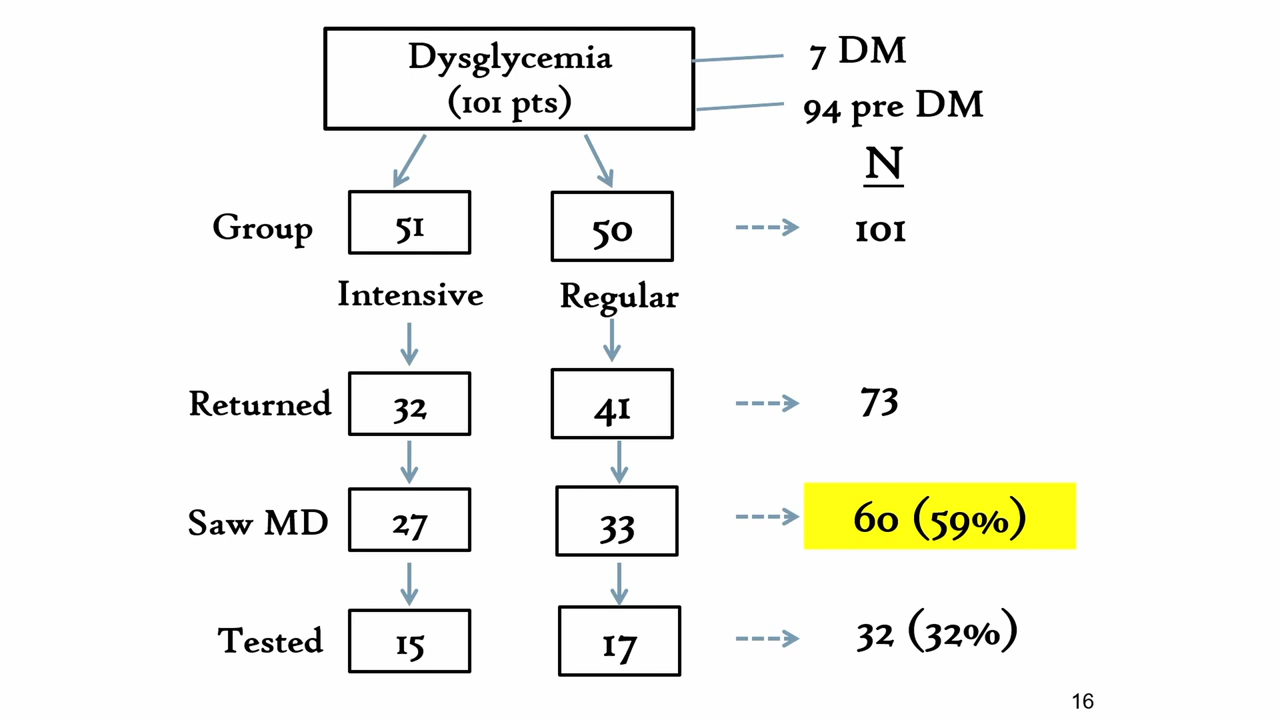 Dysglycemia
(101 pts)
7 DM
94 pre DM
N
Group
51
50
101
Intensive
Regular
Returned
32
41
73
Saw MD
27
33
60 (59%)
Tested
15
17
32 (32%)
16